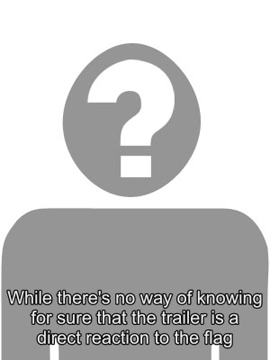 ?
While there's no way of knowing
for sure that the trailer is a
direct reaction to the flag